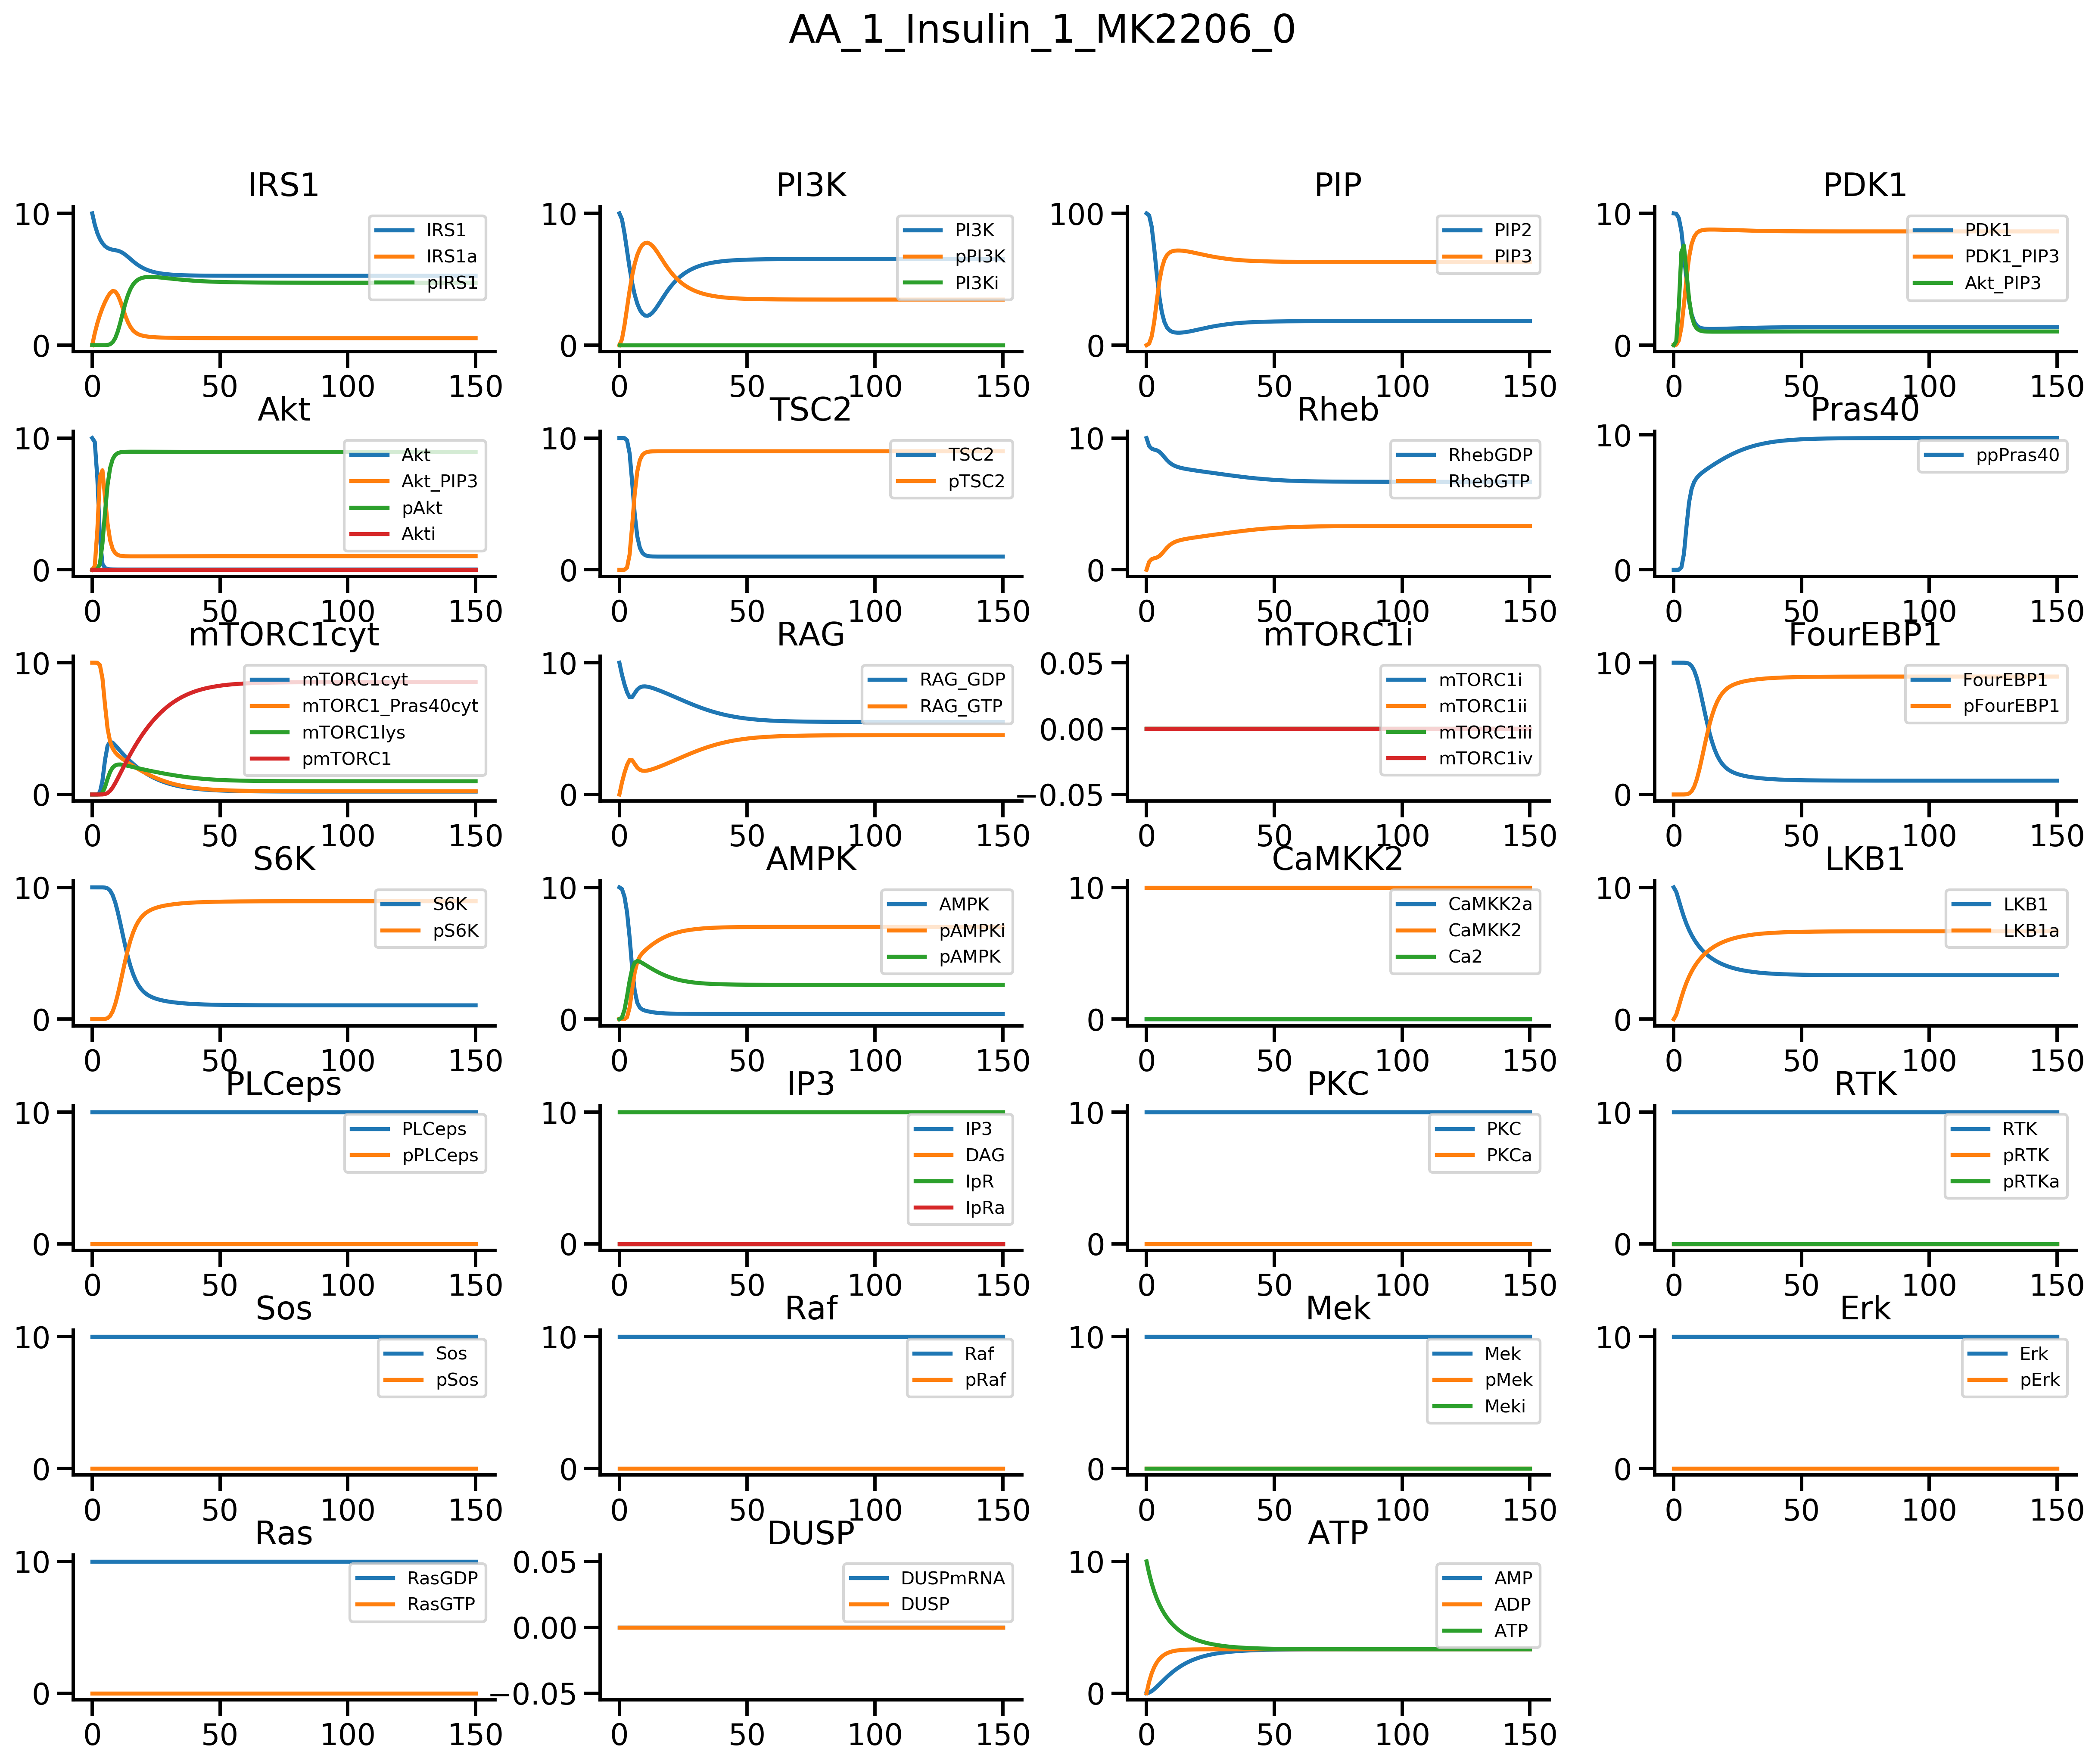 AA_1_Insulin_1_MK2206_0
IRS1
10
0
0 50 100 150
IRS1
IRS1a
pIRS1
PI3K
10
0
0 50 100 150
PI3K
pPI3K
PI3Ki
PIP
100
0
0 50 100 150
PIP2
PIP3
PDK1
10
0
0 50 100 150
PDK1
PDK1_PIP3
Akt_PIP3
Akt
10
0
0 50 100 150
Akt
Akt_PIP3
pAkt
Akti
TSC2
10
0
0 50 100 150
TSC2
pTSC2
Rheb
10
0
0 50 100 150
RhebGDP
RhebGTP
Pras40
10
0
0 50 100 150
ppPras40
mTORC1cyt
10
0
0 50 100 150
mTORC1cyt
mTORC1_Pras40cyt
mTORC1lys
pmTORC1
RAG
10
0
0 50 100 150
RAG_GDP
RAG_GTP
mTORC1i
0.05
0.00
−0.05
0 50 100 150
mTORC1i
mTORC1ii
mTORC1iii
mTORC1iv
FourEBP1
10
0
0 50 100 150
FourEBP1
pFourEBP1
S6K
10
0
0 50 100 150
S6K
pS6K
AMPK
10
0
0 50 100 150
AMPK
pAMPKi
pAMPK
CaMKK2
10
0
0 50 100 150
CaMKK2a
CaMKK2
Ca2
LKB1
10
0
0 50 100 150
LKB1
LKB1a
PLCeps
10
0
0 50 100 150
PLCeps
pPLCeps
IP3
10
0
0 50 100 150
IP3
DAG
IpR
IpRa
PKC
10
0
0 50 100 150
PKC
PKCa
RTK
10
0
0 50 100 150
RTK
pRTK
pRTKa
Sos
10
0
0 50 100 150
Sos
pSos
Raf
10
0
0 50 100 150
Raf
pRaf
Mek
10
0
0 50 100 150
Mek
pMek
Meki
Erk
10
0
0 50 100 150
Erk
pErk
Ras
10
0
0 50 100 150
RasGDP
RasGTP
DUSP
0.05
0.00
−0.05
0 50 100 150
DUSPmRNA
DUSP
ATP
10
0
0 50 100 150
AMP
ADP
ATP